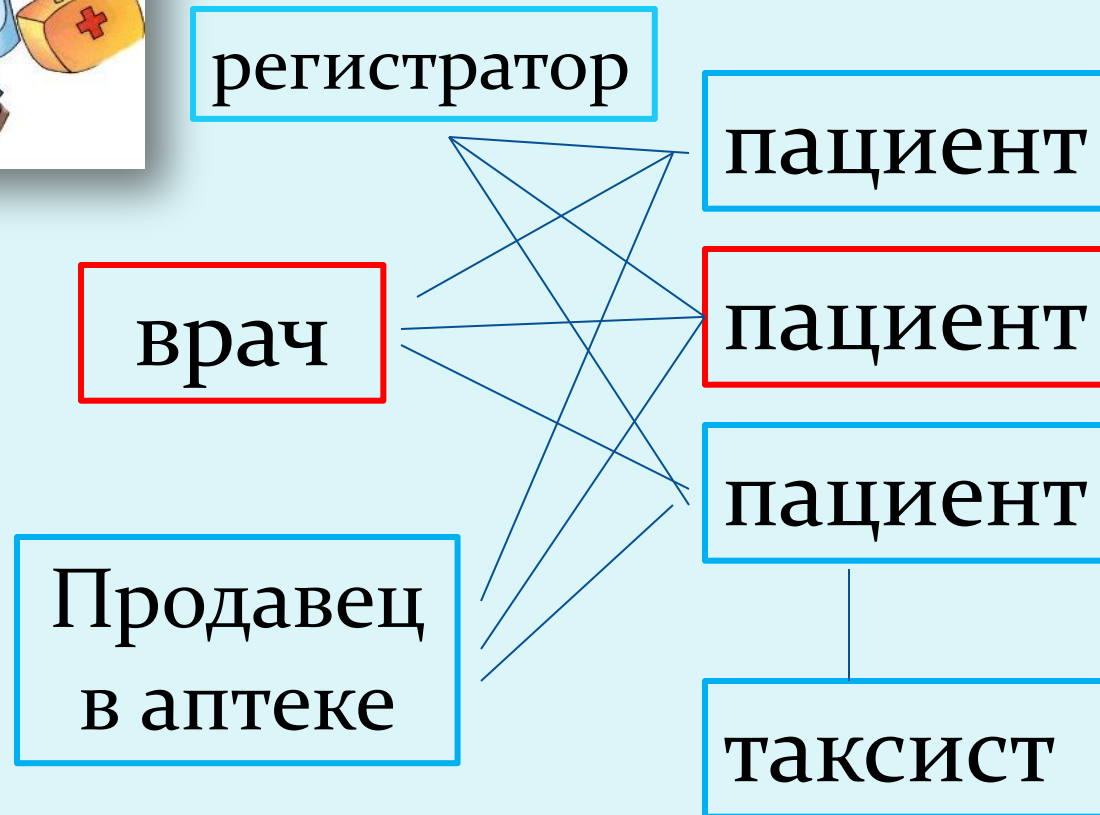 регистратор
пациент
врач
пациент
пациент
Продавец
в аптеке
таксист